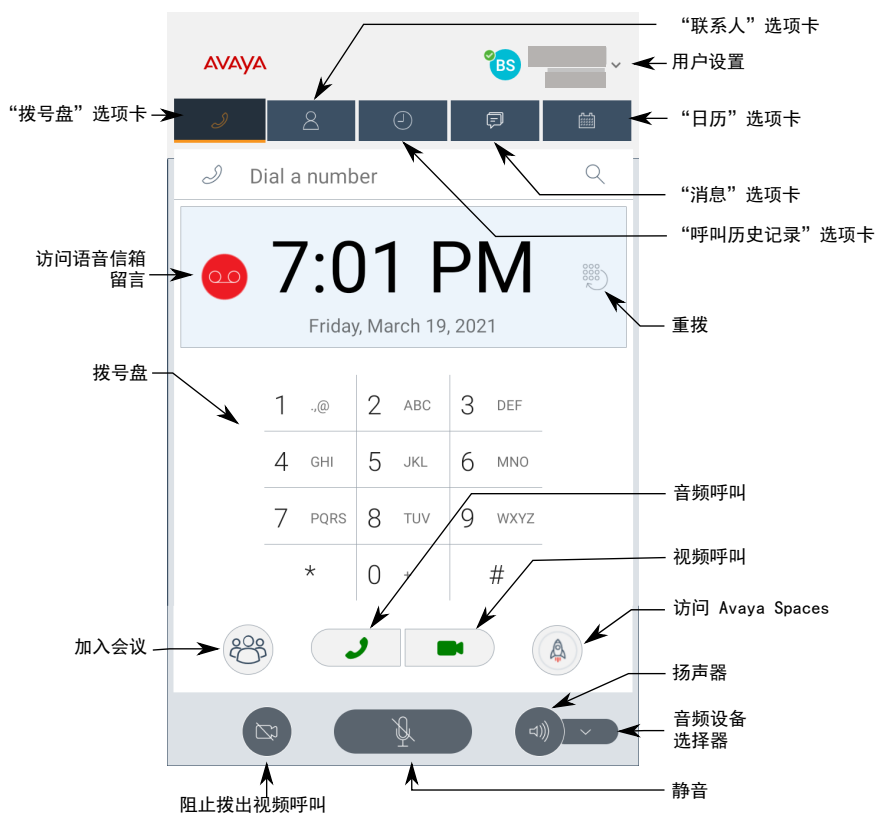 “联系人”选项卡
AVAYA
BS
用户设置
“拨号盘”选项卡
“日历”选项卡
Dial a number
“消息”选项卡
“呼叫历史记录”选项卡
访问语音信箱
留言
7:01 PM
Friday, March 19, 2021
重拨
拨号盘
1 .,@ 2 ABC 3 DEF
4 GHI 5 JKL 6 MNO
音频呼叫
7 PQRS 8 TUV 9 WXYZ
视频呼叫
* 0 + #
访问 Avaya Spaces
加入会议
扬声器
音频设备
选择器
静音
阻止拨出视频呼叫